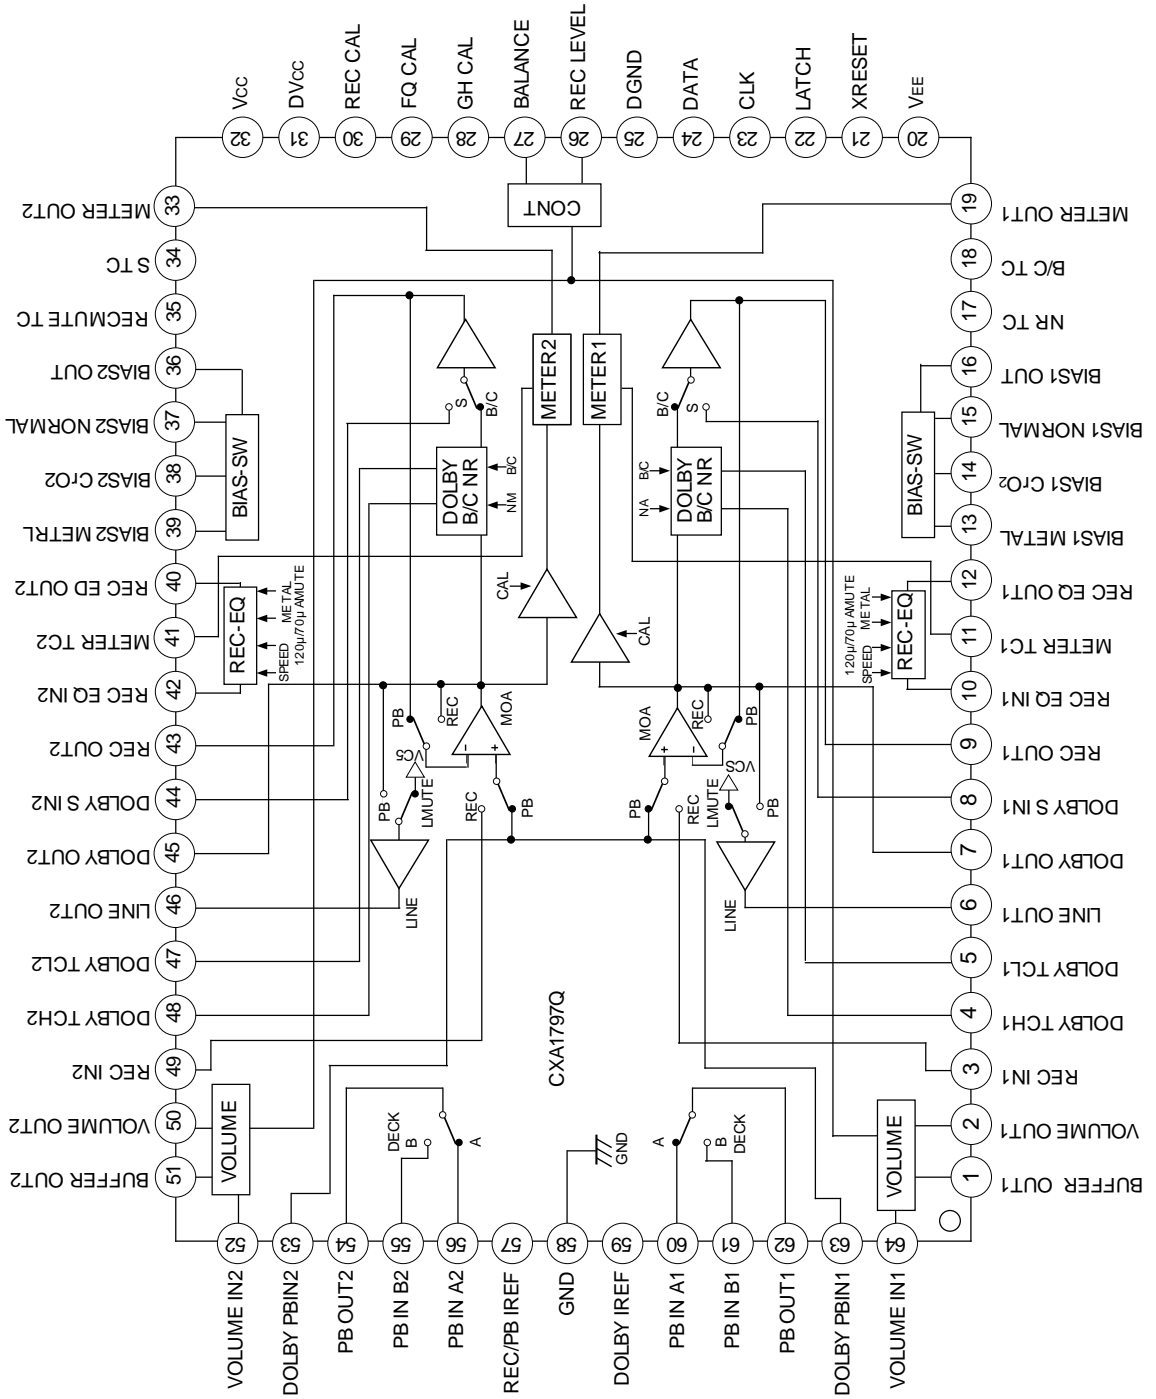 VCC
DVCC
REC CAL
FQ CAL
GH CAL
BALANCE
REC LEVEL
DGND
DATA
CLK
LATCH
XRESET
VEE
32
31
30
29
28
27
26
25
24
23
22
21
20
METER OUT2
33
S TC
34
RECMUTE TC
35
BIAS2 OUT
36
BIAS2 NORMAL
37
BIAS2 CrO2
38
BIAS2 METRL
39
REC ED OUT2
40
METER TC2
41
REC EQ IN2
42
REC OUT2
43
DOLBY S IN2
44
DOLBY OUT2
45
LINE OUT2
46
DOLBY TCL2
47
DOLBY TCH2
48
REC IN2
49
VOLUME OUT2
50
BUFFER OUT2
51
19
METER OUT1
18
B/C TC
17
NR TC
16
BIAS1 OUT
15
BIAS1 NORMAL
14
BIAS1 CrO2
13
BIAS1 METAL
12
REC EQ OUT1
11
METER TC1
10
REC EQ IN1
9
REC OUT1
8
DOLBY S IN1
7
DOLBY OUT1
6
LINE OUT1
5
DOLBY TCL1
4
DOLBY TCH1
3
REC IN1
2
VOLUME OUT1
1
BUFFER OUT1
CONT
METER2
METER1
BIAS-SW
BIAS-SW
S
B/C
B/C
S
DOLBY
B/C NR
B/C
NM
B/C
NA
DOLBY
B/C NR
REC-EQ
SPEED
120μ/70μ
METAL
AMUTE
CAL
CAL
120μ/70μ
SPEED
METAL
AMUTE
REC-EQ
PB
REC
MOA
MOA
REC
PB
VC5
VCS
PB
LMUTE
REC
PB
PB
REC
LMUTE
PB
LINE
LINE
CXA1797Q
VOLUME
DECK
B
A
GND
A
B
DECK
VOLUME
52
53
54
55
56
57
58
59
60
61
62
63
64
VOLUME IN2
DOLBY PBIN2
PB OUT2
PB IN B2
PB IN A2
REC/PB IREF
GND
DOLBY IREF
PB IN A1
PB IN B1
PB OUT1
DOLBY PBIN1
VOLUME IN1